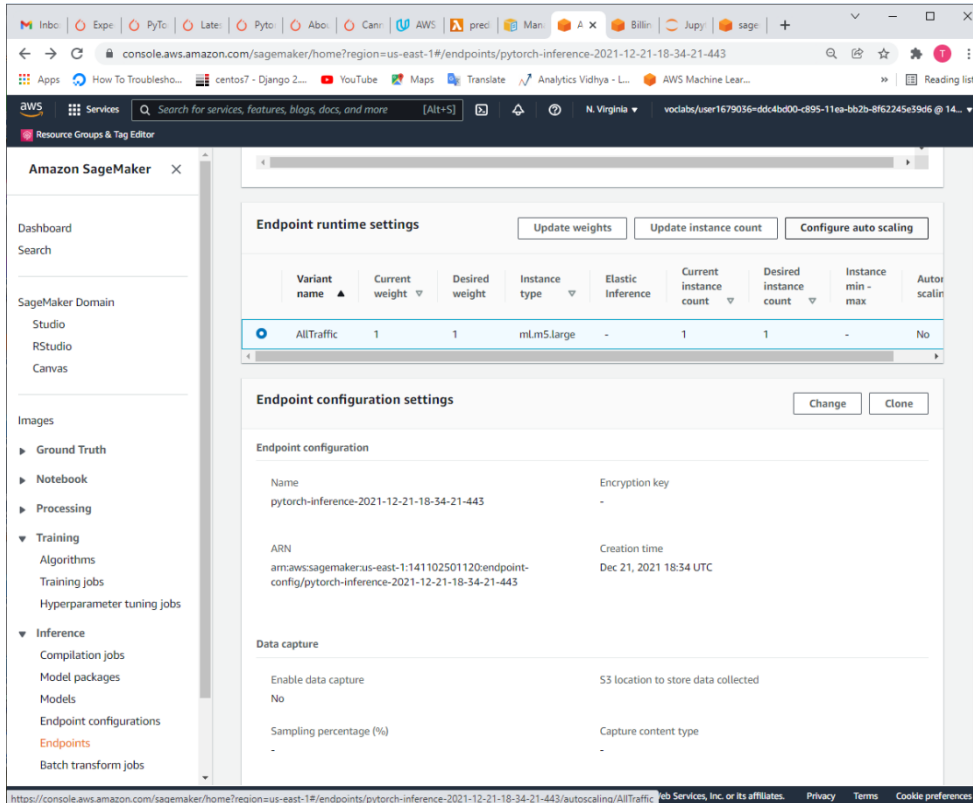 Inbo Expe PyTo Late: Pyto Abou Cann AWS pred Man A Billin Jupy sage
console.aws.amazon.com/sagemaker/home?region=us-east-1#/endpoints/pytorch-inference-2021-12-21-18-34-21-443 T
Apps How To Troublesho... centos7 - Django 2.... YouTube Maps Translate Analytics Vidhya - L... AWS Machine Lear... » Reading list
aws Services Search for services, features, blogs, docs, and more [Alt+S] N. Virginia voclabs/user1679036=ddc4bd00-c895-11ea-bb2b-8f62245e39d6 @ 14...
Resource Groups & Tag Editor
Amazon SageMaker
Dashboard
Search
SageMaker Domain
Studio
RStudio
Canvas
Images
Ground Truth
Notebook
Processing
Training
Algorithms
Training jobs
Hyperparameter tuning jobs
Inference
Compilation jobs
Model packages
Models
Endpoint configurations
Endpoints
Batch transform jobs
Endpoint runtime settings Update weights Update instance count Configure auto scaling
Variant name Current weight Desired weight Instance type Elastic Inference Current instance count Desired instance count Instance min - max Autor scalin
AllTraffic 1 1 ml.m5.large - 1 1 - No
Endpoint configuration settings Change Clone
Endpoint configuration
Name Encryption key
pytorch-inference-2021-12-21-18-34-21-443 -
ARN Creation time
arn:aws:sagemaker:us-east-1:141102501120:endpoint- Dec 21, 2021 18:34 UTC
config/pytorch-inference-2021-12-21-18-34-21-443
Data capture
Enable data capture S3 location to store data collected
No
Sampling percentage (%) Capture content type
- -
https://console.aws.amazon.com/sagemaker/home?region=us-east-1#/endpoints/pytorch-inference-2021-12-21-18-34-21-443/autoscaling/AllTraffic eb Services, Inc. or its affiliates. Privacy Terms Cookie preferences